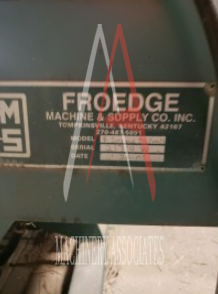 MS
FROEDGE
MACHINE & SUPPLY CO. INC.
TOMPKINSVILLE, KENTUCKY 42167
MODEL
SERIAL
DATE
MACHINERY ASSOCIATES